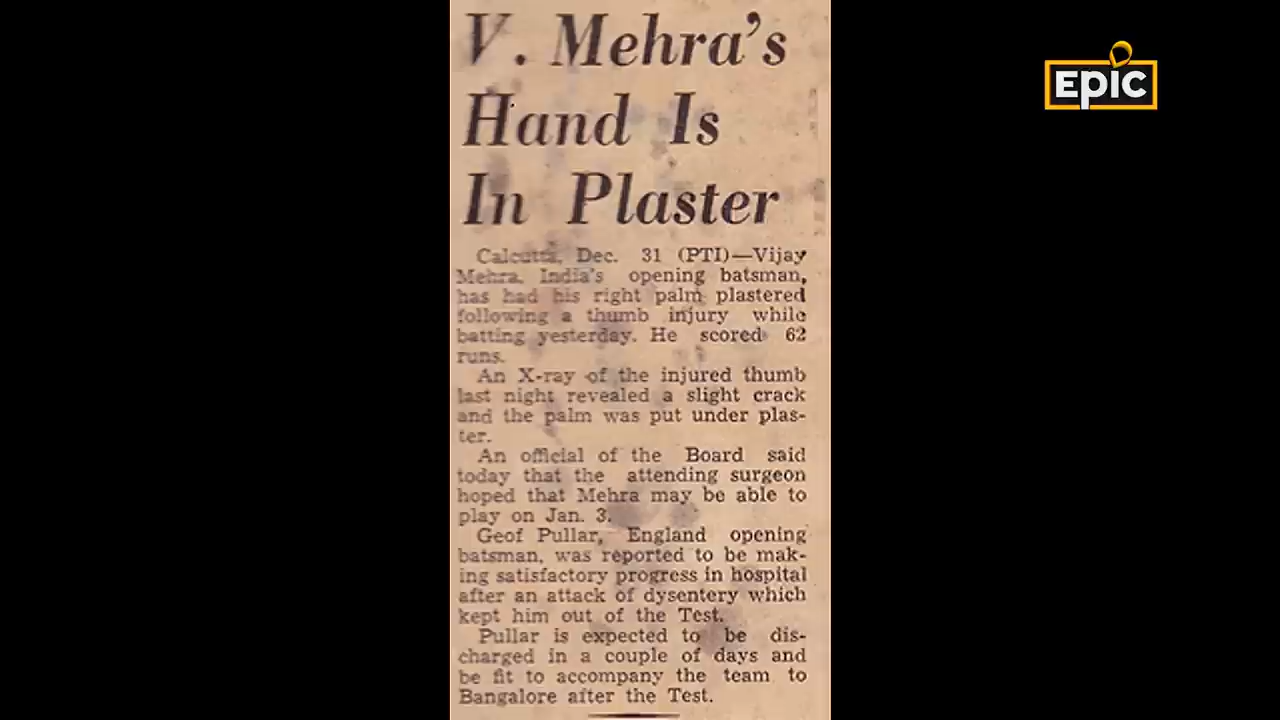 V. Mehra's
Hand Is
In Plaster
Calcutta, Dec. 31 (PTI)—Vijay
Mehra, India's opening batsman,
has had his right palm plastered
following a thumb injury while
batting yesterday. He scored 62
runs.
An X-ray of the injured thumb
last night revealed a slight crack
and the palm was put under plas-
ter.
An official of the Board said
today that the attending surgeon
hoped that Mehra may be able to
play on Jan. 3.
Geof Pullar, England opening
batsman, was reported to be mak-
ing satisfactory progress in hospital
after an attack of dysentery which
kept him out of the Test.
Pullar is expected to be dis-
charged in a couple of days and
be fit to accompany the team to
Bangalore after the Test.
EPIC